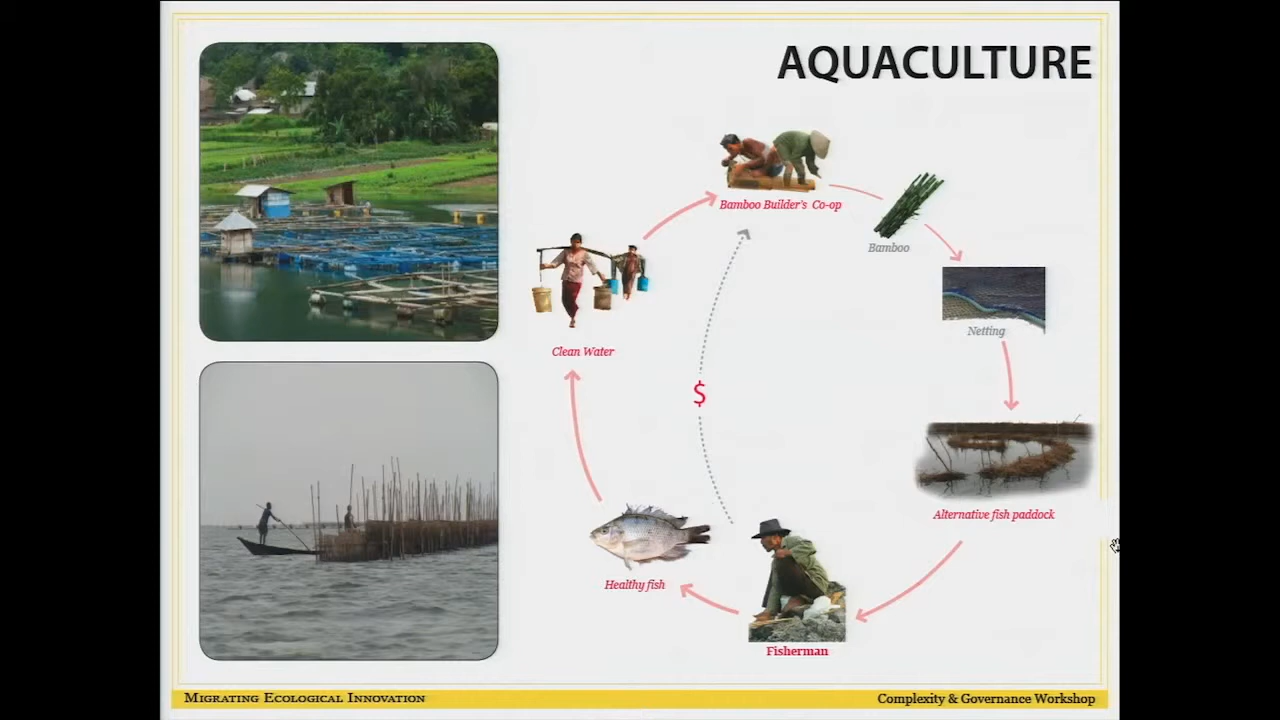 AQUACULTURE
Bamboo Builder's Co-op
Bamboo
Netting
Clean Water
$
Alternative fish paddock
Healthy fish
Fisherman
MIGRATING ECOLOGICAL INNOVATION
Complexity & Governance Workshop